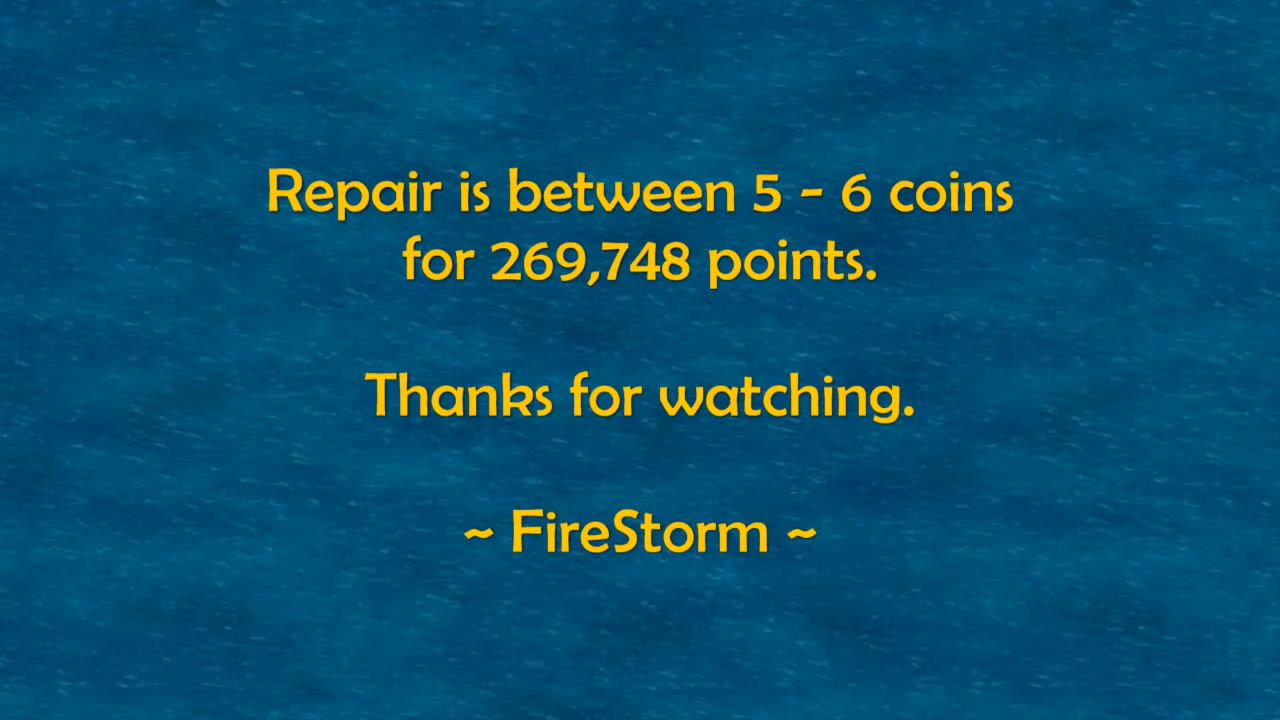 Repair is between 5 - 6 coins
for 269,748 points.
Thanks for watching.
~ FireStorm ~